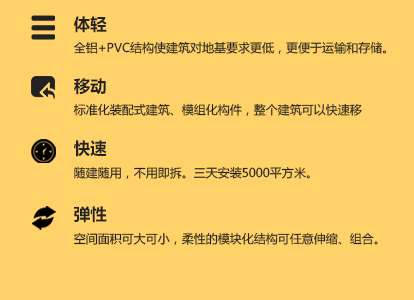 体轻
全铝+PVC结构使建筑对地基要求更低，更便于运输和存储。
移动
标准化装配式建筑、模组化构件，整个建筑可以快速移
快速
随建随用，不用即拆。三天安装5000平方米。
弹性
空间面积可大可小，柔性的模块化结构可任意伸缩、组合。